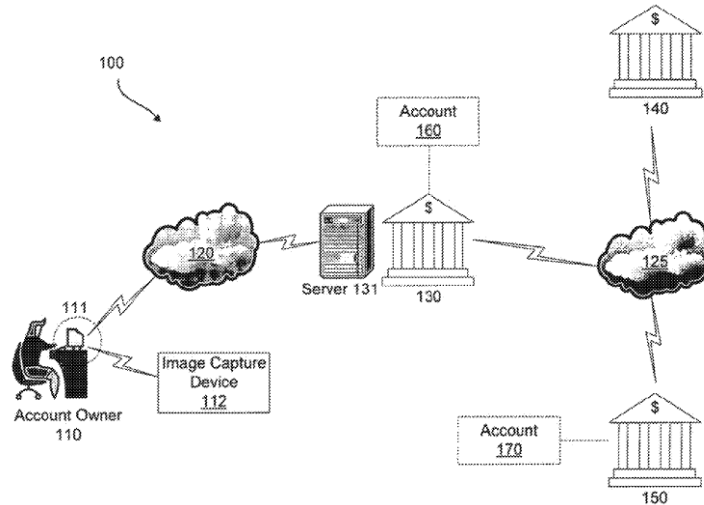 100
$
140
Account
160
$
120
Server 131
130
125
111
Image Capture
Device
112
Account Owner
110
$
Account
170
150